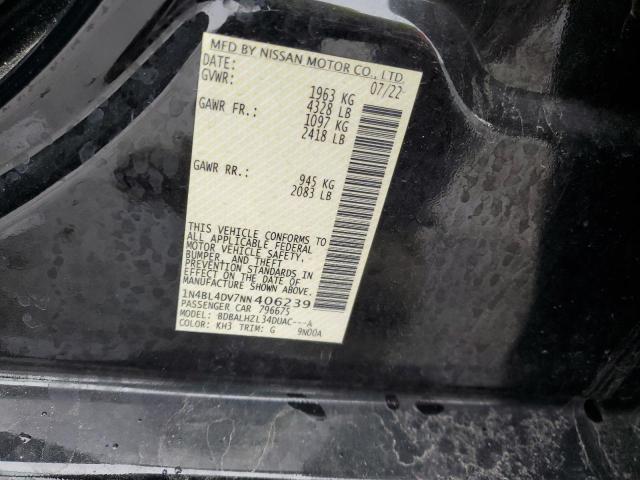 MFD BY NISSAN MOTOR CO., LTD.
DATE: 07/22
GVWR: 1963 KG
4328 LB
GAWR FR.: 1097 KG
2418 LB
GAWR RR.: 945 KG
2083 LB
THIS VEHICLE CONFORMS TO
ALL APPLICABLE FEDERAL
MOTOR VEHICLE SAFETY,
BUMPER, AND THEFT
PREVENTION STANDARDS IN
EFFECT ON THE DATE OF
MANUFACTURE SHOWN ABOVE.
1N4BL4DV7NN406239
PASSENGER CAR 796675
MODEL: BDBALHZL34DUAC---A
COLOR: KH3 TRIM: G 9N00A